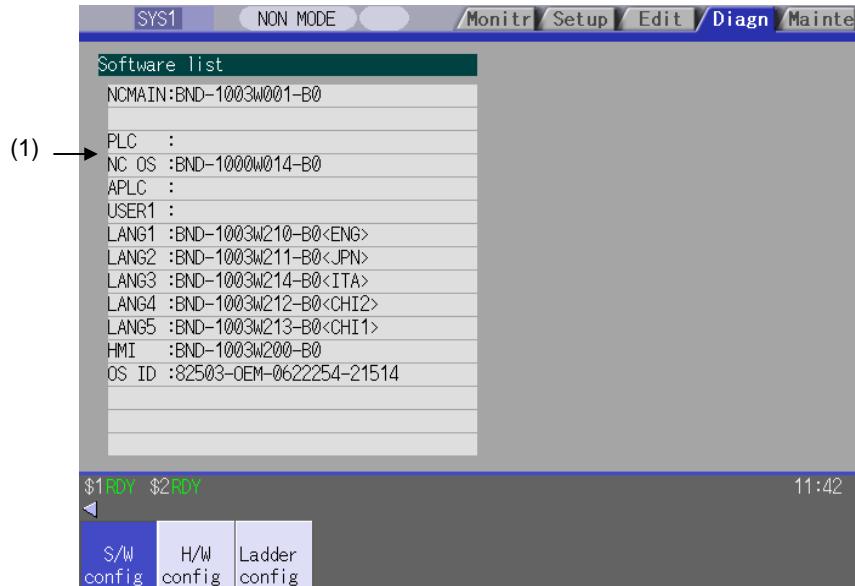 SYS1 NON MODE Monitr Setup Edit Diagn Mainte
Software list
NCMAIN:BND-1003W001-B0
(1)
PLC :
NC OS :BND-1000W014-B0
APLC :
USER1 :
LANG1 :BND-1003W210-B0<ENG>
LANG2 :BND-1003W211-B0<JPN>
LANG3 :BND-1003W214-B0<ITA>
LANG4 :BND-1003W212-B0<CHI2>
LANG5 :BND-1003W213-B0<CHI1>
HMI :BND-1003W200-B0
OS ID :82503-OEM-0622254-21514
$1RDY $2RDY 11:42
S/W H/W Ladder
config config config